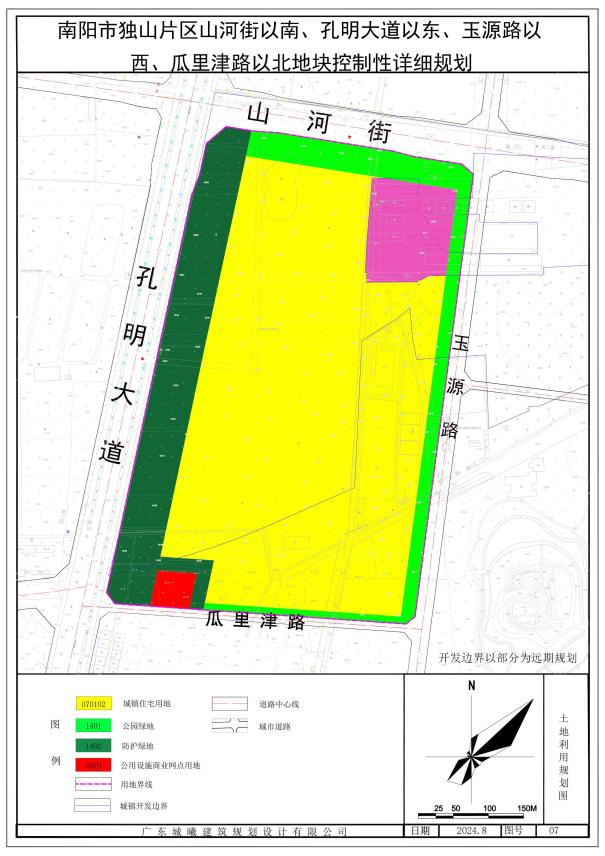 南阳市独山片区山河街以南、孔明大道以东、玉源路以
西、瓜里津路以北地块控制性详细规划
山河街
孔明大道
玉源路
瓜里津路
开发边界以部分为远期规划
图例
070102 城镇住宅用地
1401 公园绿地
1402 防护绿地
0901 公用设施商业网点用地
用地界线
城镇开发边界
道路中心线
城市道路
N
25 50 100 150M
土地利用规划图
广东城曦建筑规划设计有限公司
日期 2024.8 图号 07